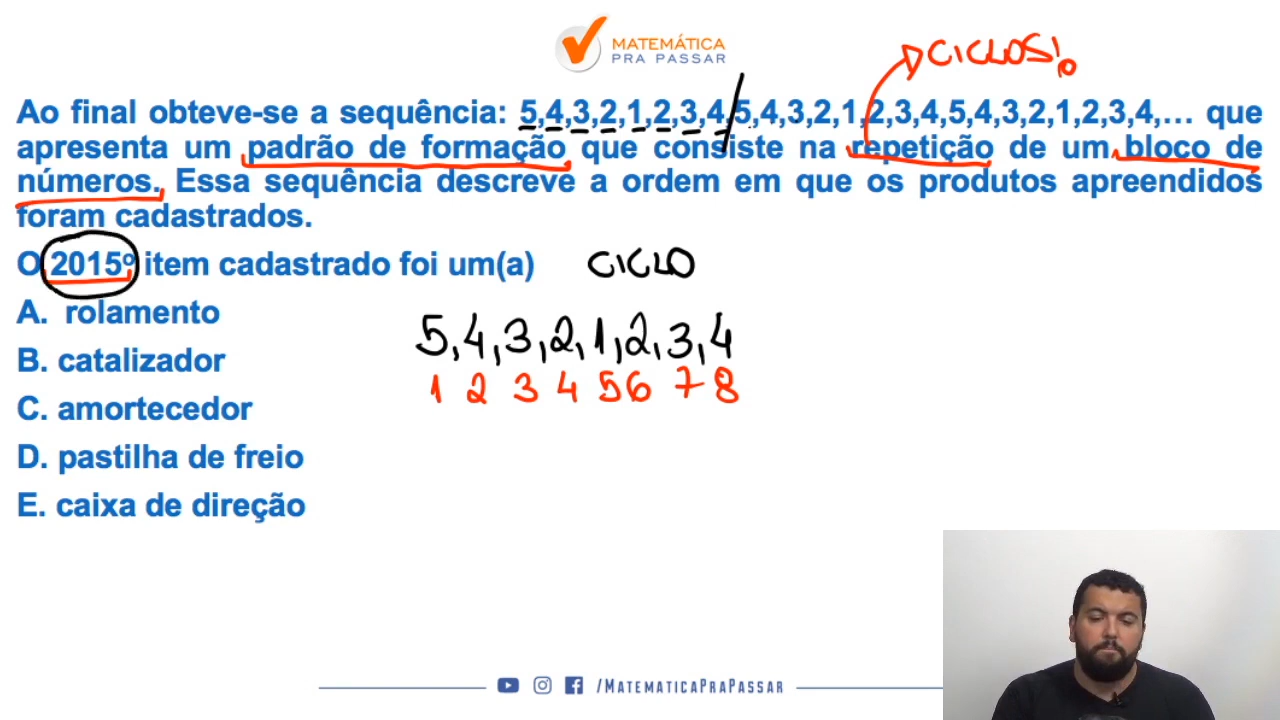 MATEMÁTICA
PRA PASSAR
CICLOS!
Ao final obteve-se a sequência: 5,4,3,2,1,2,3,4,5,4,3,2,1,2,3,4,5,4,3,2,1,2,3,4,... que
apresenta um padrão de formação que consiste na repetição de um bloco de
números. Essa sequência descreve a ordem em que os produtos apreendidos
foram cadastrados.
O 2015º item cadastrado foi um(a)
CICLO
A. rolamento
5,4,3,2,1,2,3,4
B. catalizador
1 2 3 4 5 6 7 8
C. amortecedor
D. pastilha de freio
E. caixa de direção
/MATEMATICAPRAPASSAR